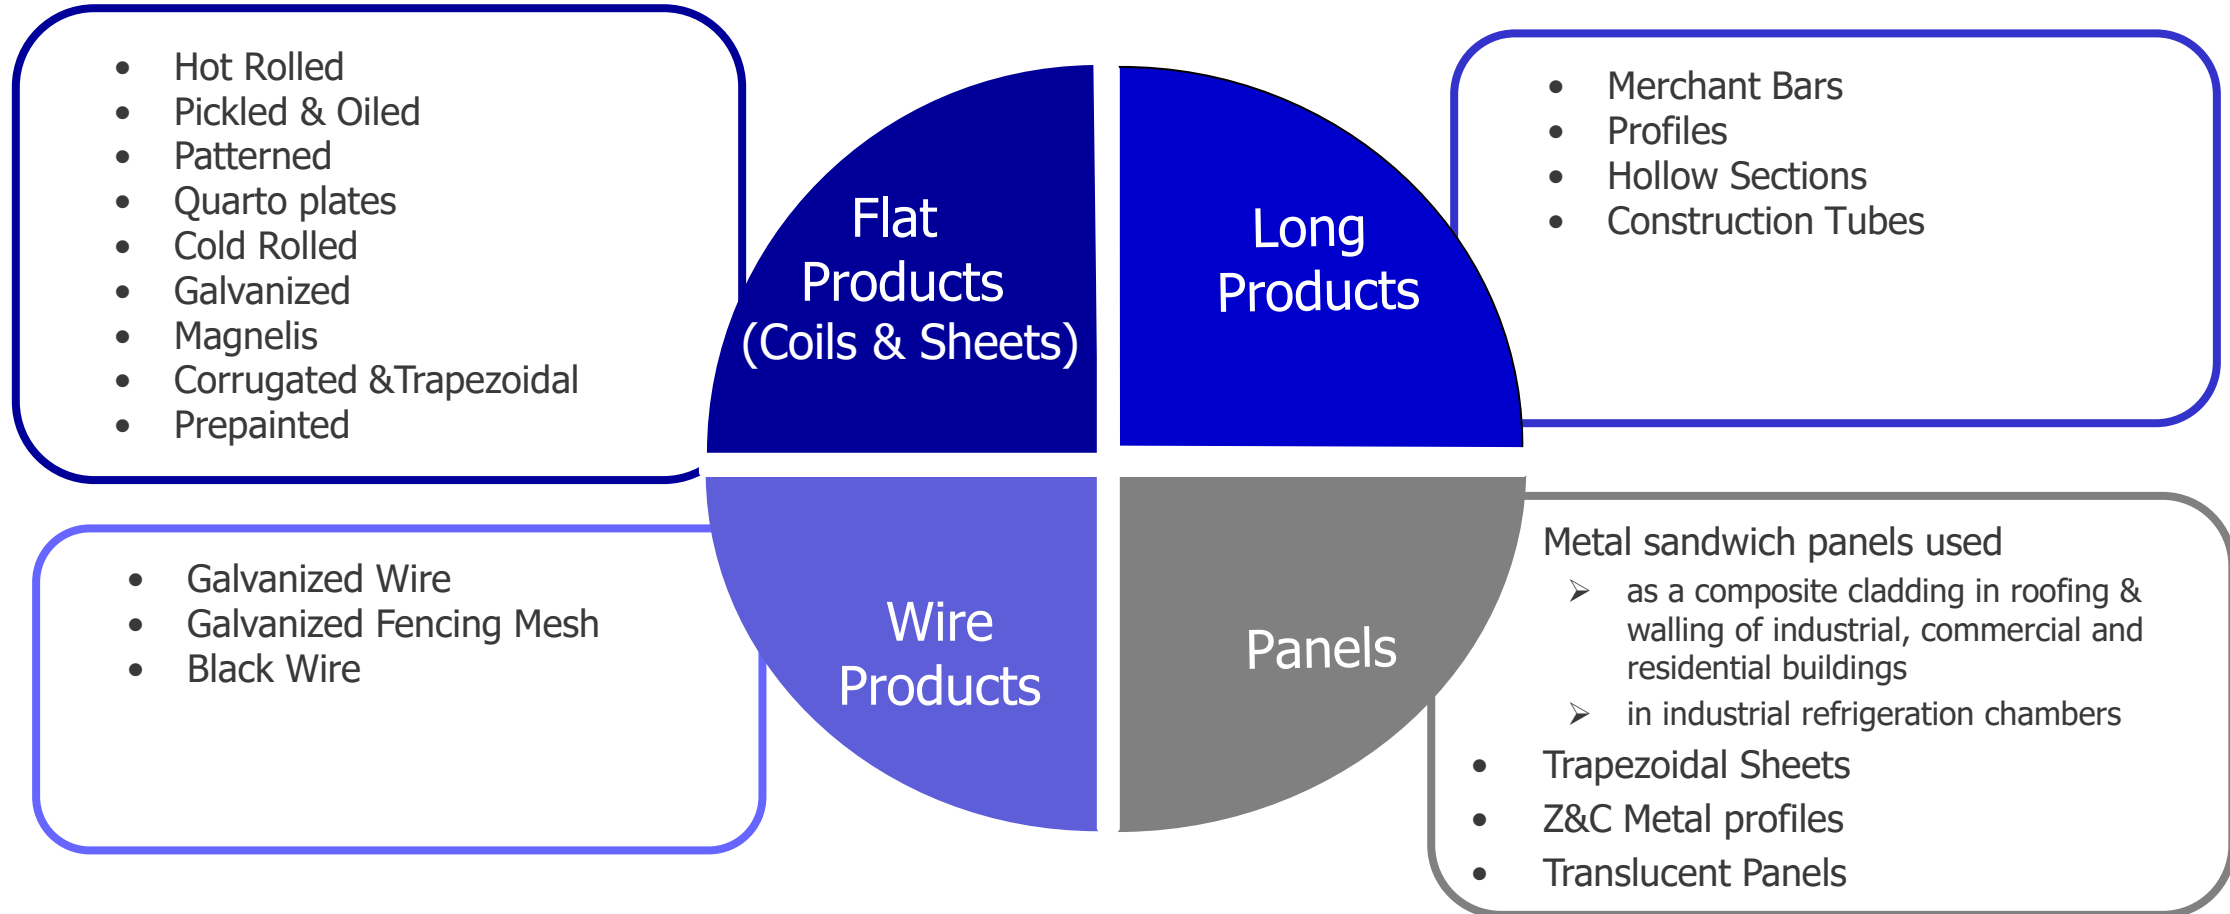 • Hot Rolled
• Pickled & Oiled
• Patterned
• Quarto plates
• Cold Rolled
• Galvanized
• Magnelis
• Corrugated &Trapezoidal
• Prepainted
Flat
Products
(Coils & Sheets)
Long
Products
• Merchant Bars
• Profiles
• Hollow Sections
• Construction Tubes
• Galvanized Wire
• Galvanized Fencing Mesh
• Black Wire
Wire
Products
Panels
Metal sandwich panels used
➢ as a composite cladding in roofing &
walling of industrial, commercial and
residential buildings
➢ in industrial refrigeration chambers
• Trapezoidal Sheets
• Z&C Metal profiles
• Translucent Panels